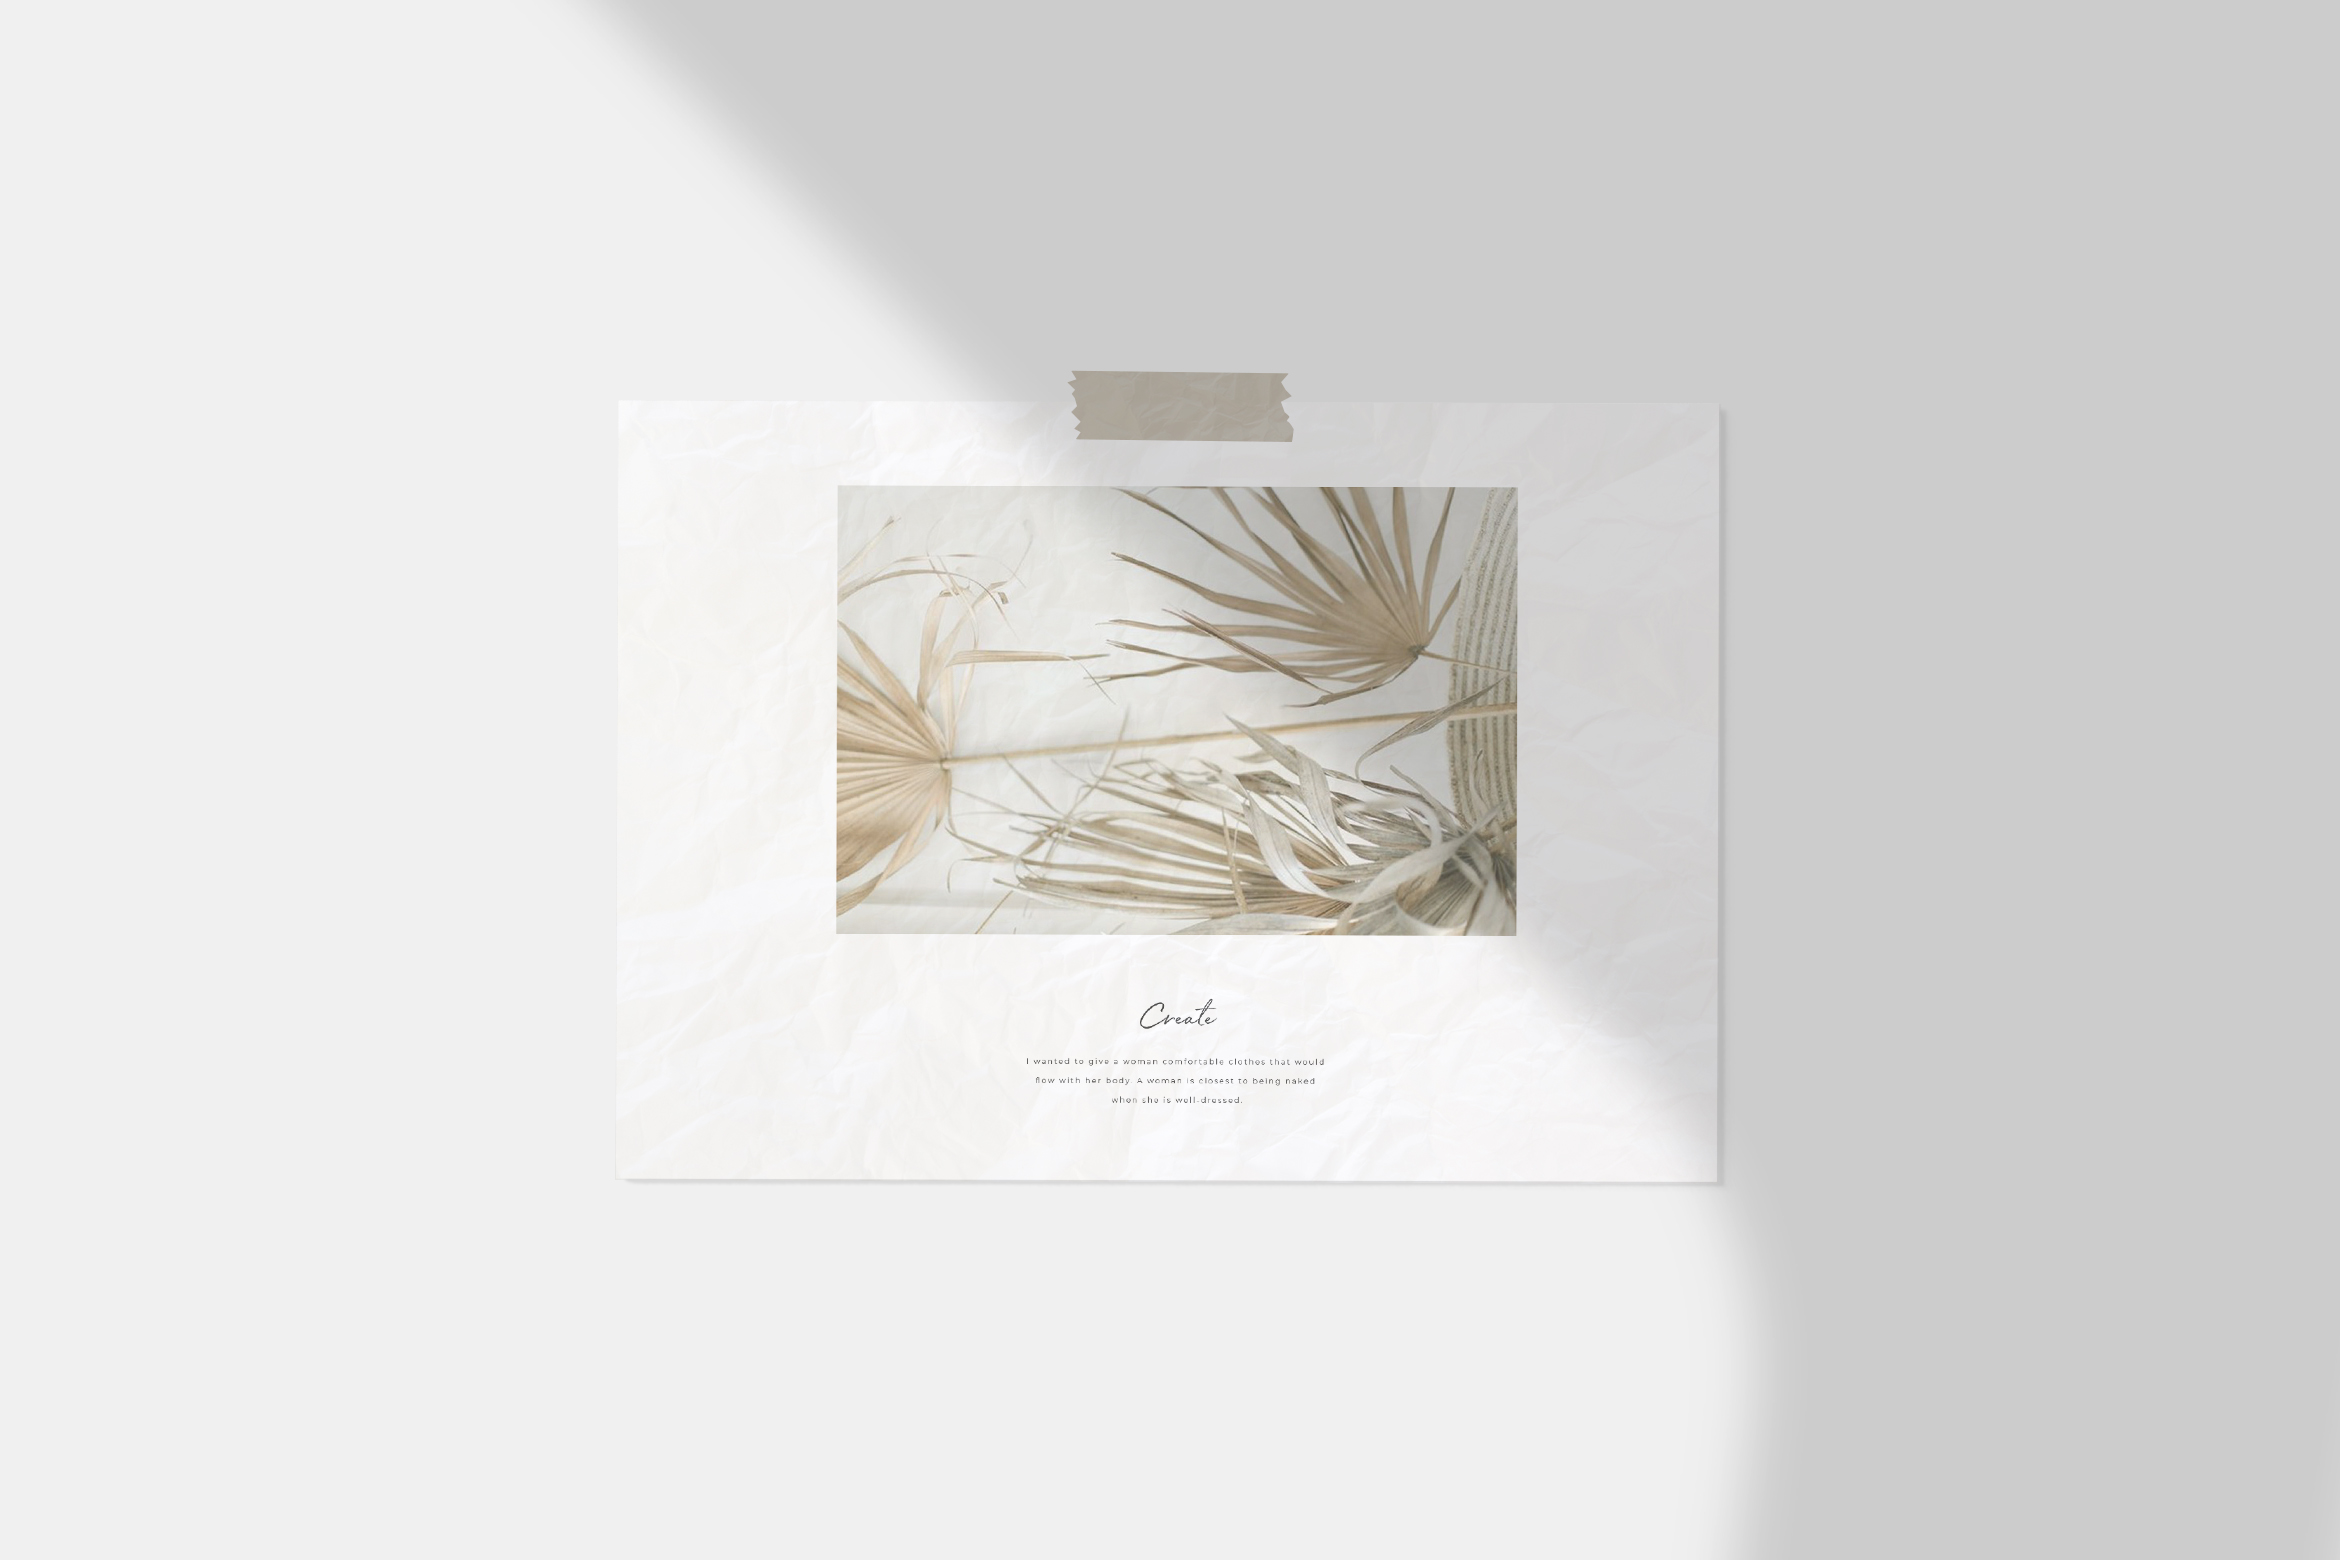 Create
I wanted to give a woman comfortable clothes that would
flow with her body. A woman is closest to being naked
when she is well-dressed.